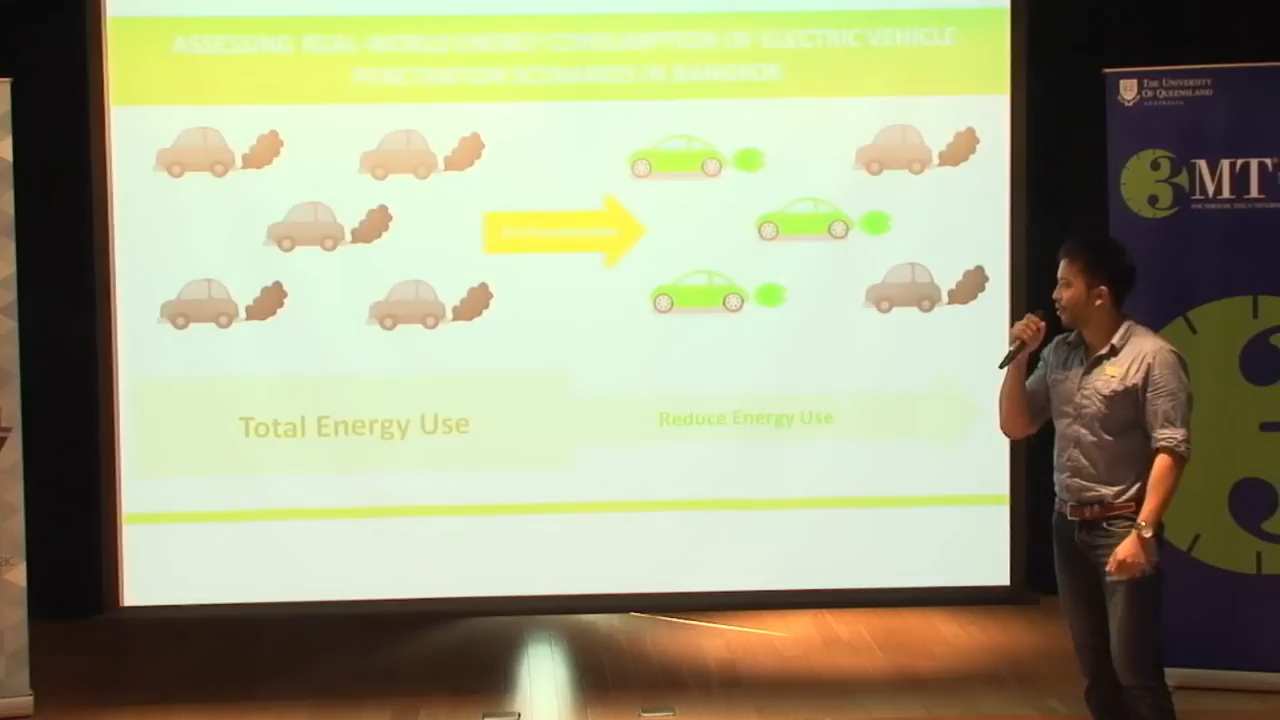 ASSESSING REAL-WORLD ENERGY CONSUMPTION OF ELECTRIC VEHICLE
PENETRATION SCENARIOS IN BANGKOK
Total Energy Use
Reduce Energy Use
THE UNIVERSITY
OF QUEENSLAND
AUSTRALIA
3MT